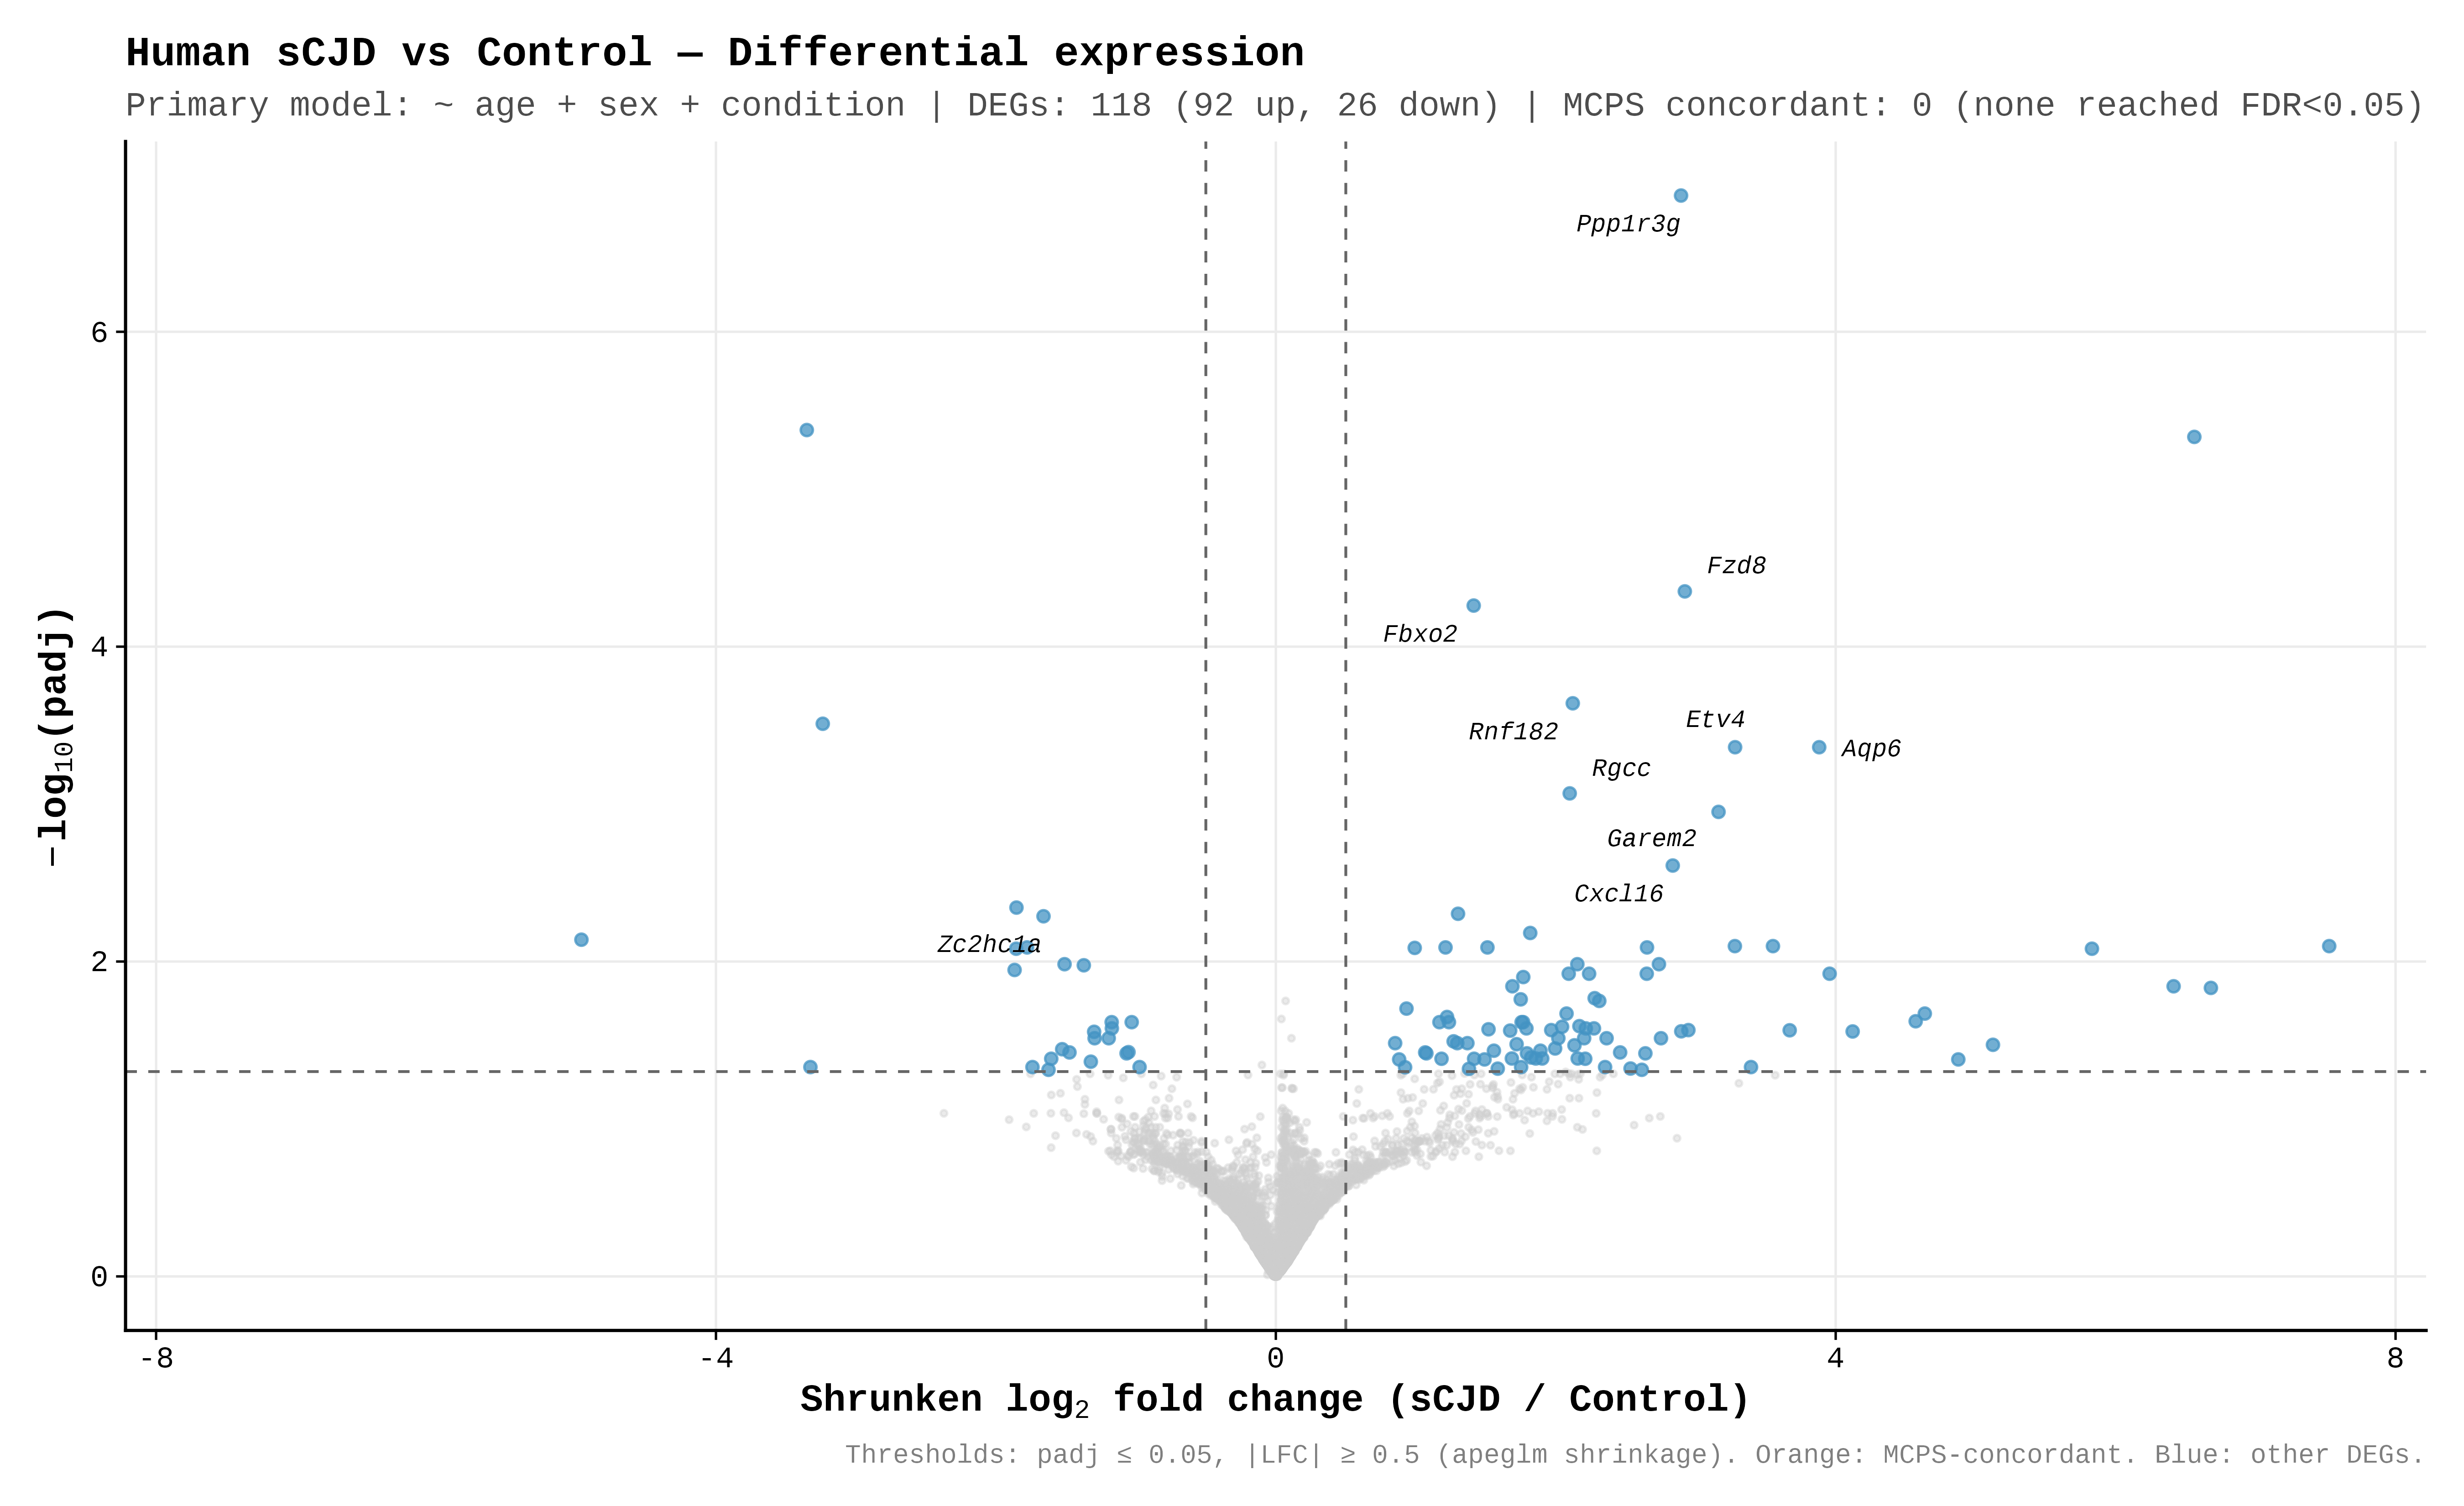 Human sCJD vs Control — Differential expression
Primary model: ~ age + sex + condition | DEGs: 118 (92 up, 26 down) | MCPS concordant: 0 (none reached FDR<0.05)
Ppp1r3g
6
Fzd8
Fbxo2
4
Etv4
Rnf182
Aqp6
Rgcc
Garem2
Cxcl16
Zc2hc1a
2
0
−log10(padj)
-8 -4 0 4 8
Shrunken log2 fold change (sCJD / Control)
Thresholds: padj ≤ 0.05, |LFC| ≥ 0.5 (apeglm shrinkage). Orange: MCPS-concordant. Blue: other DEGs.